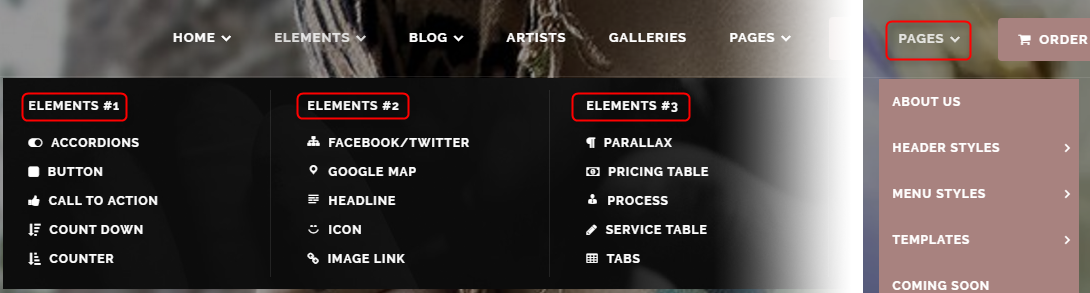 HOME ELEMENTS BLOG ARTISTS GALLERIES PAGES
ELEMENTS #1
ACCORDIONS
BUTTON
CALL TO ACTION
COUNT DOWN
COUNTER
ELEMENTS #2
FACEBOOK/TWITTER
GOOGLE MAP
HEADLINE
ICON
IMAGE LINK
ELEMENTS #3
PARALLAX
PRICING TABLE
PROCESS
SERVICE TABLE
TABS
PAGES ORDER
ABOUT US
HEADER STYLES
MENU STYLES
TEMPLATES
COMING SOON